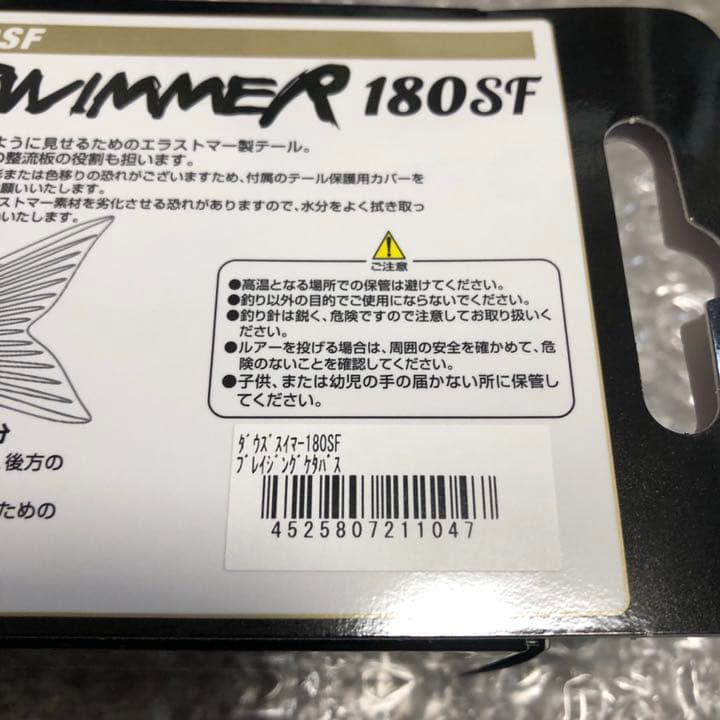 SF
WIMMER 180SF
ように見せるためのエラストマー製テール。
の整流板の役割も担います。
または色移りの恐れがございますため、付属のテール保護用カバーを
願いいたします。
ストマー素材を劣化させる恐れがありますので、水分をよく拭き取っ
いいたします。
ご注意
●高温となる場所での保管は避けてください。
●釣り以外の目的でご使用にならないでください。
●釣り針は鋭く、危険ですので注意してお取り扱いく
ださい。
●ルアーを投げる場合は、周囲の安全を確かめて、危
険のないことを確認してください。
●子供、または幼児の手の届かない所に保管し
てください。
分
後方の
ための
ﾀﾞｳｽﾞｽｲﾏｰ180SF
ﾌﾞﾚｲｼﾞﾝｸﾞｹﾀﾊﾞｽ
4525807211047